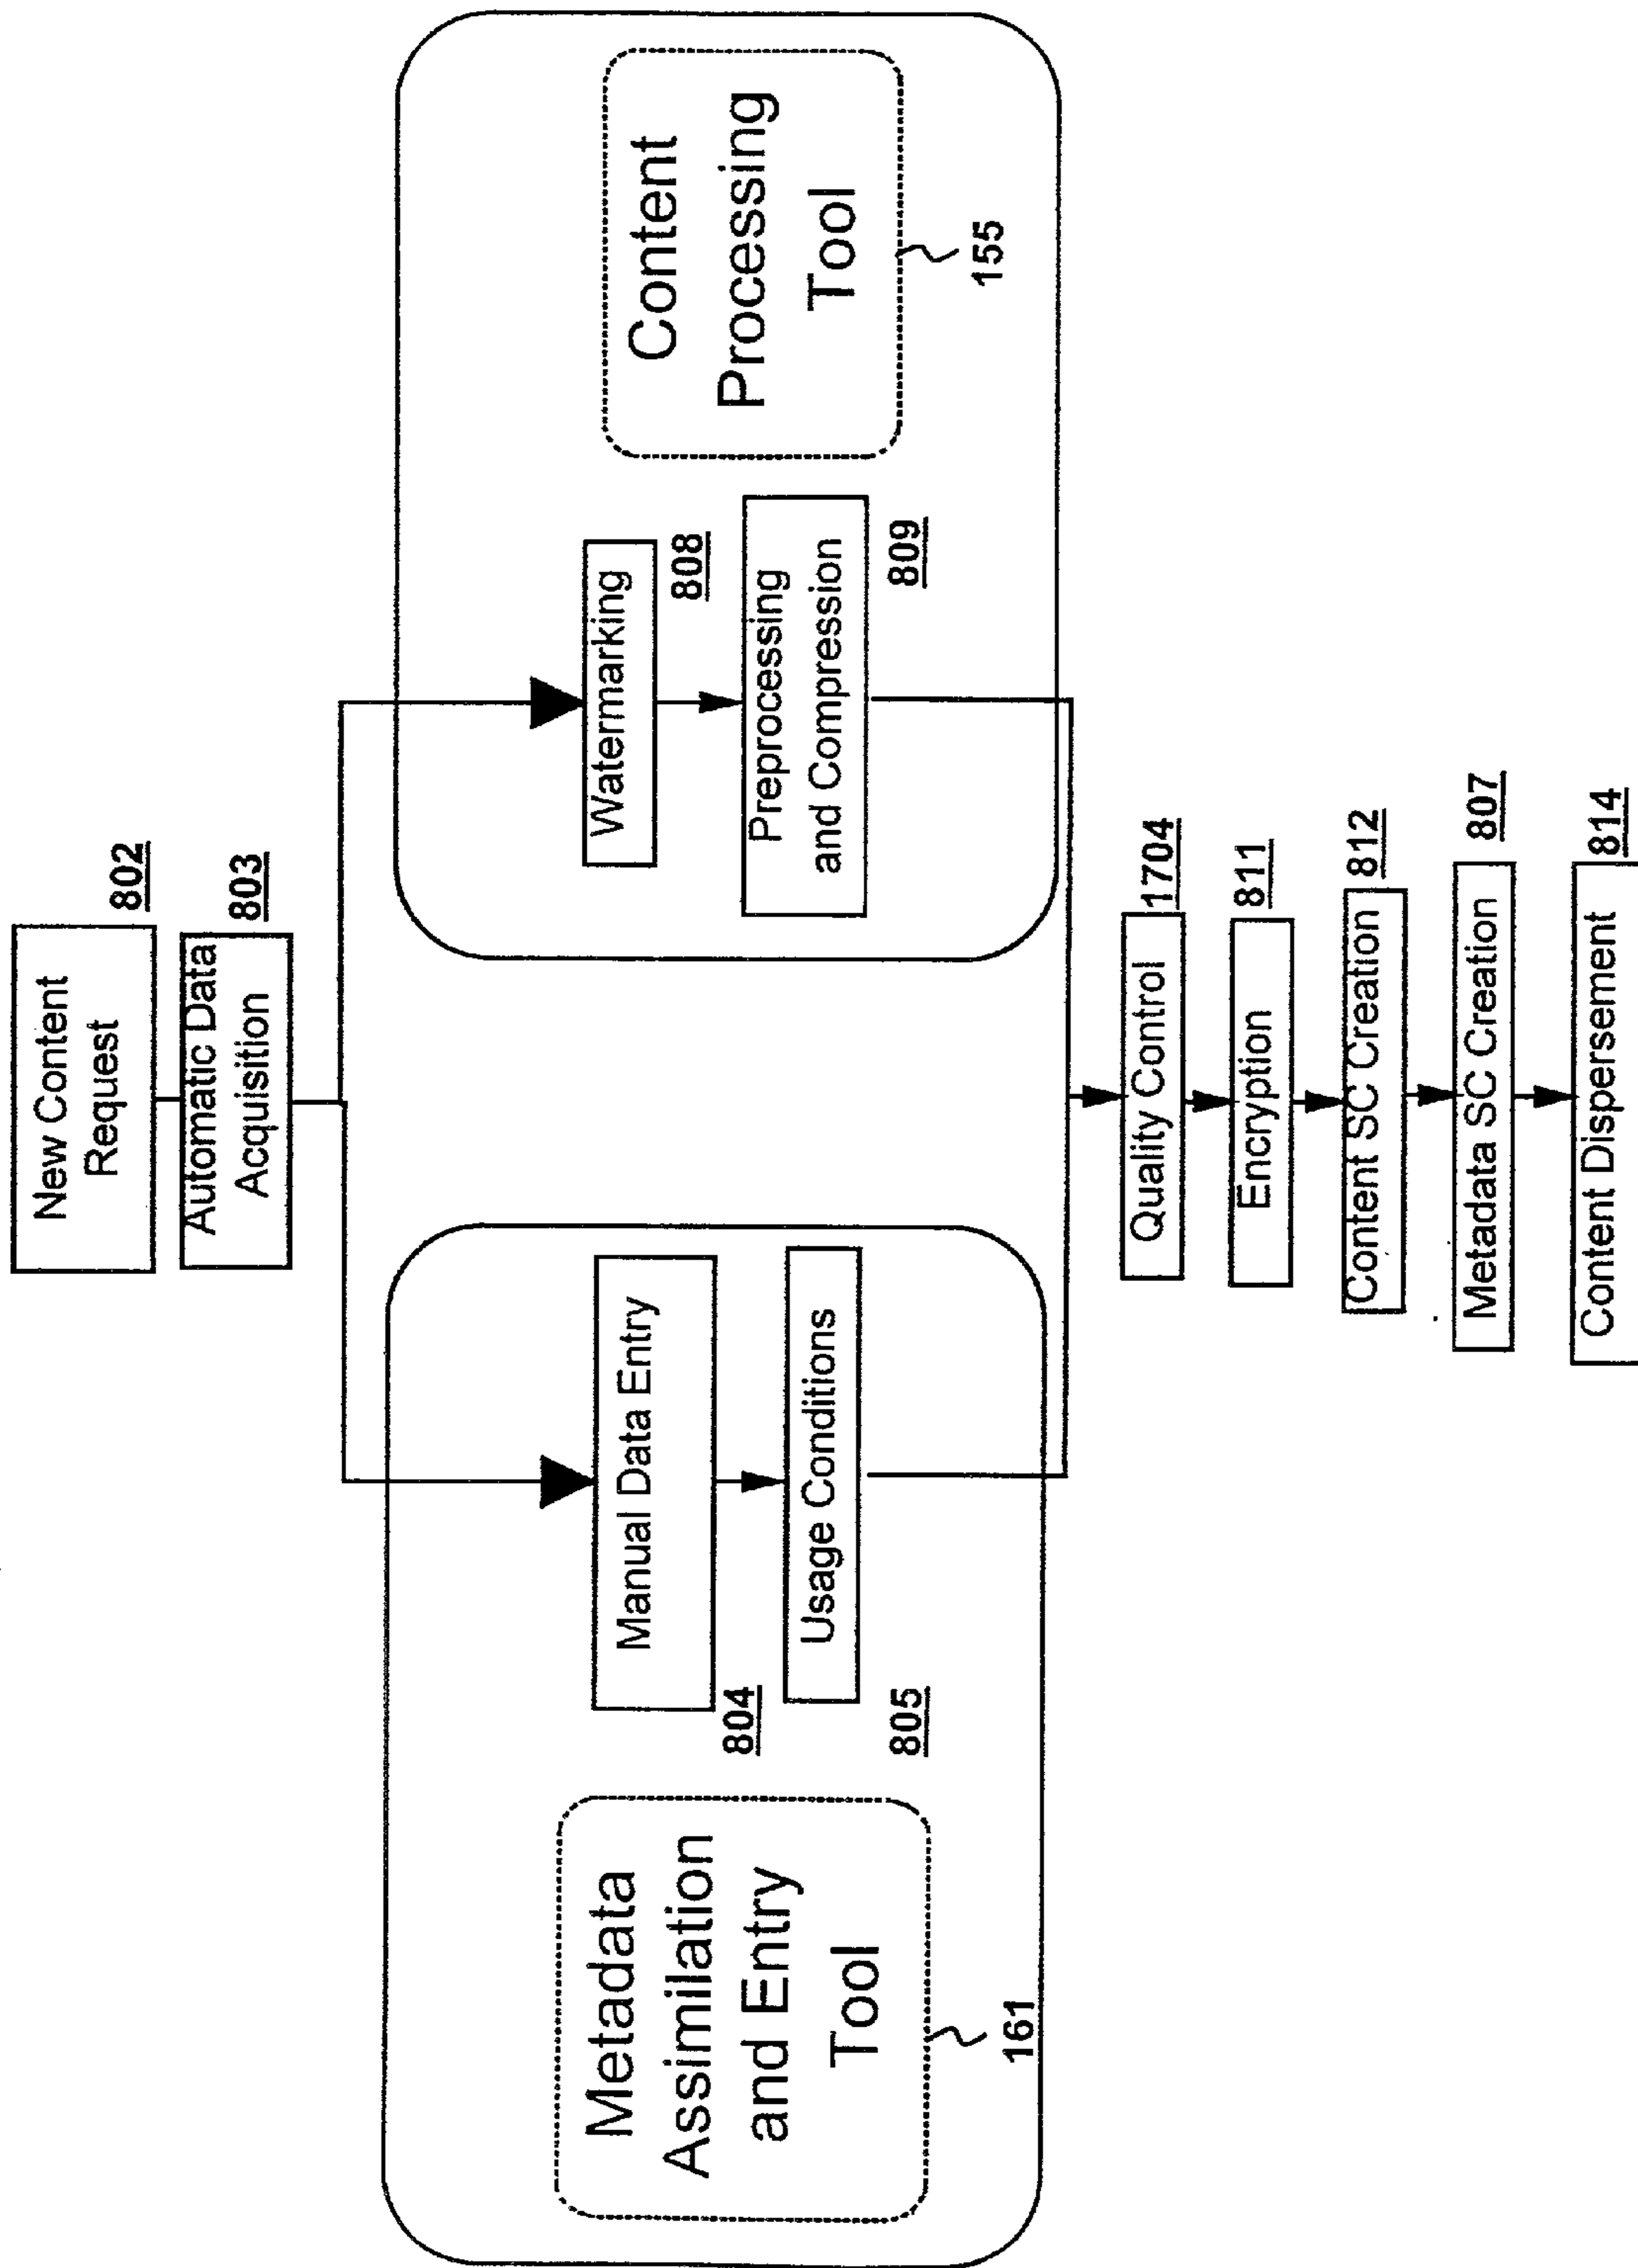 New Content
Request
802
Automatic Data
Acquisition
803
Metadata
Assimilation
and Entry
Tool
161
Manual Data Entry
804
Usage Conditions
805
Watermarking
808
Preprocessing
and Compression
809
Content
Processing
Tool
155
Quality Control
1704
Encryption
811
Content SC Creation
812
Metadata SC Creation
807
Content Dispersement
814